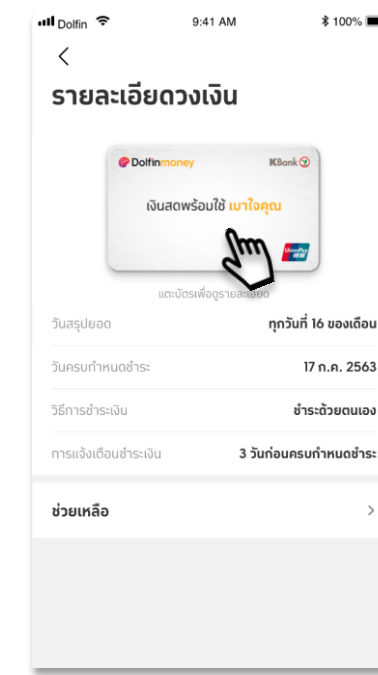 Dolfin 9:41 AM 100%
รายละเอียดวงเงิน
Dolfinmoney KBank
เงินสดพร้อมใช้ เบาใจคุณ
UnionPay
แตะบัตรเพื่อดูรายละเอียด
วันสรุปยอด ทุกวันที่ 16 ของเดือน
วันครบกำหนดชำระ 17 ก.ค. 2563
วิธีการชำระเงิน ชำระด้วยตนเอง
การแจ้งเตือนชำระเงิน 3 วันก่อนครบกำหนดชำระ
ช่วยเหลือ